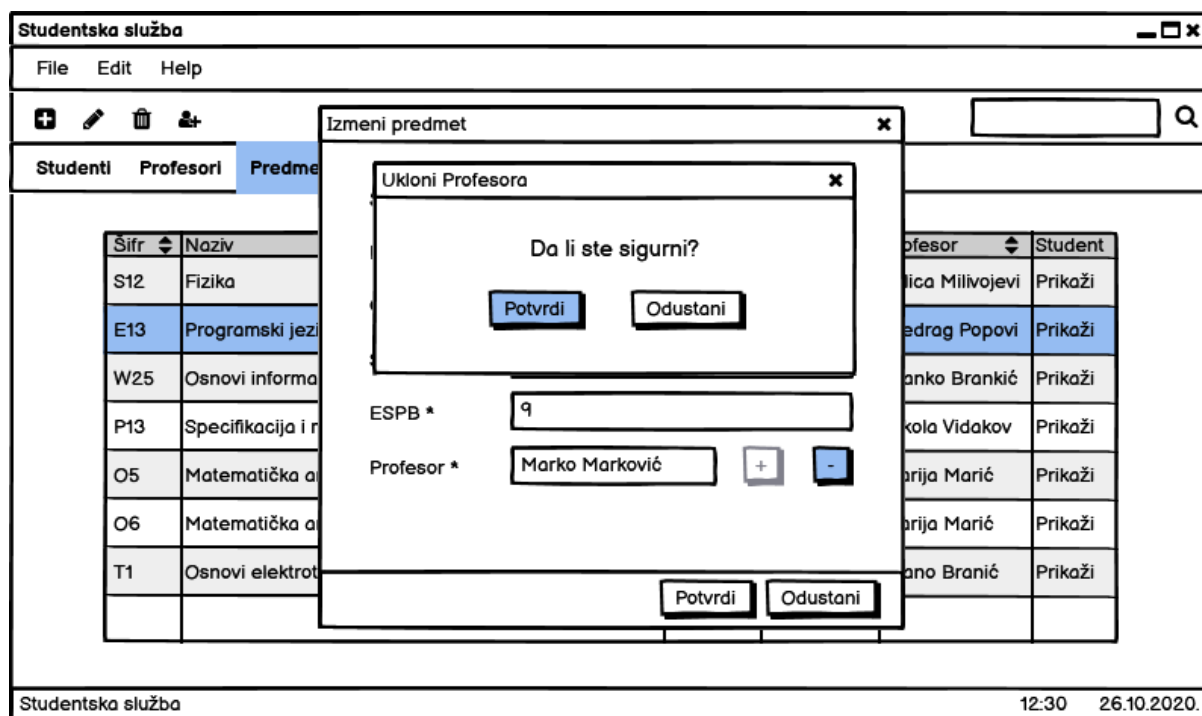 Studentska služba
File Edit Help
Izmeni predmet
Studenti Profesori Predme
Ukloni Profesora
Da li ste sigurni?
Potvrdi Odustani
Šifr Naziv ofesor Student
S12 Fizika lica Milivojevi Prikaži
E13 Programski jezi edrag Popovi Prikaži
W25 Osnovi informa anko Brankić Prikaži
ESPB * 9
P13 Specifikacija i r kola Vidakov Prikaži
Profesor * Marko Marković + -
O5 Matematička a arija Marić Prikaži
O6 Matematička a arija Marić Prikaži
T1 Osnovi elektrot ano Branić Prikaži
Potvrdi Odustani
Studentska služba 12:30 26.10.2020.